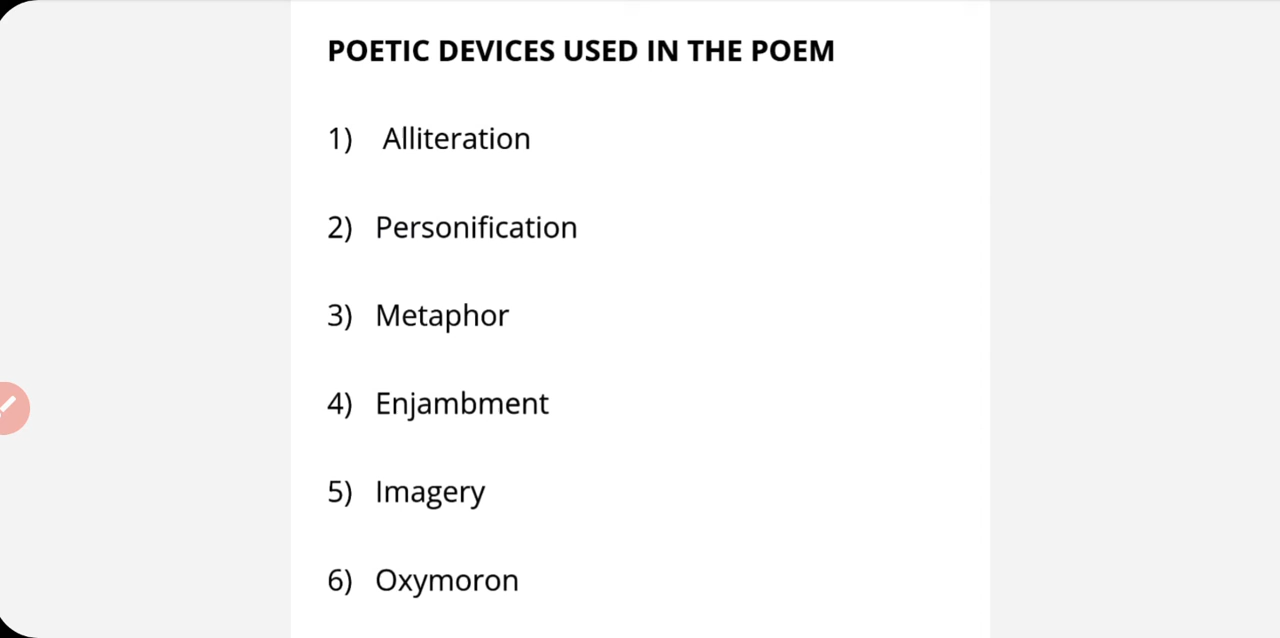 POETIC DEVICES USED IN THE POEM
1) Alliteration
2) Personification
3) Metaphor
4) Enjambment
5) Imagery
6) Oxymoron